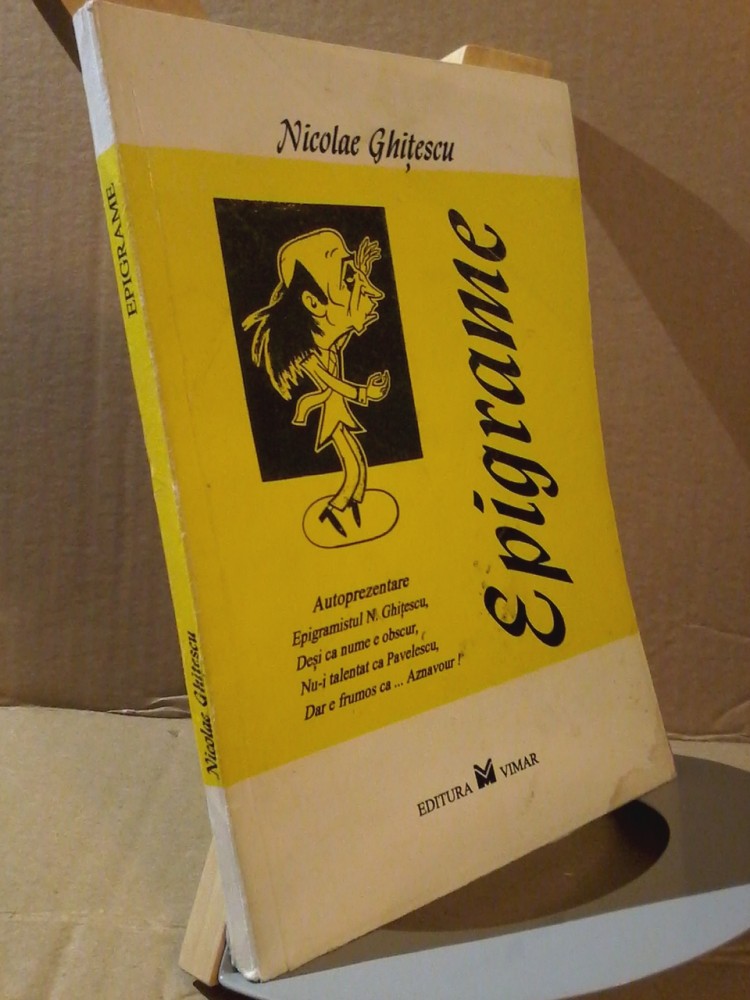 Nicolae Ghițescu
Epigrame
Autoprezentare
Epigramistul N. Ghițescu,
Deși ca nume e obscur,
Nu-i talentat ca Pavelescu,
Dar e frumos ca ... Aznavour !
EDITURA VIMAR
EPIGRAME
Nicolae Ghițescu